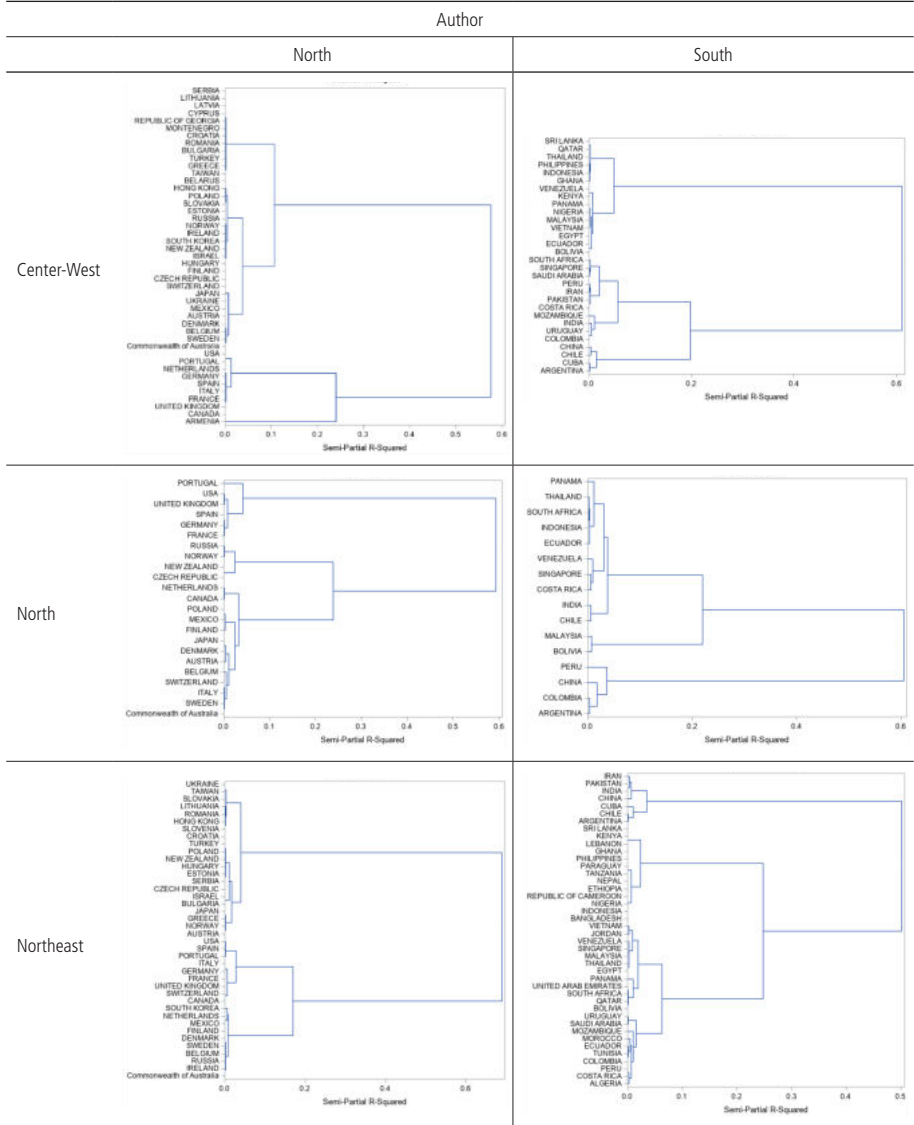 Author
North
South
Center-West
SERBIA
LITHUANIA
LATVIA
CYPRUS
REPUBLIC OF GEORGIA
MONTENEGRO
CROATIA
ROMANIA
BULGARIA
TURKEY
GREECE
TAIWAN
BELARUS
HONG KONG
POLAND
SLOVAKIA
ESTONIA
RUSSIA
NORWAY
IRELAND
SOUTH KOREA
NEW ZEALAND
ISRAEL
HUNGARY
FINLAND
CZECH REPUBLIC
SWITZERLAND
JAPAN
UKRAINE
MEXICO
AUSTRIA
DENMARK
BELGIUM
SWEDEN
Commonwealth of Australia
USA
PORTUGAL
NETHERLANDS
GERMANY
SPAIN
ITALY
FRANCE
UNITED KINGDOM
CANADA
ARMENIA
0.0 0.1 0.2 0.3 0.4 0.5 0.6
Semi-Partial R-Squared
SRI LANKA
QATAR
THAILAND
PHILIPPINES
INDONESIA
GHANA
VENEZUELA
KENYA
PANAMA
NIGERIA
MALAYSIA
VIETNAM
EGYPT
ECUADOR
BOLIVIA
SOUTH AFRICA
SINGAPORE
SAUDI ARABIA
PERU
IRAN
PAKISTAN
COSTA RICA
MOZAMBIQUE
INDIA
URUGUAY
COLOMBIA
CHINA
CHILE
CUBA
ARGENTINA
0.0 0.2 0.4 0.6
Semi-Partial R-Squared
North
PORTUGAL
USA
UNITED KINGDOM
SPAIN
GERMANY
FRANCE
RUSSIA
NORWAY
NEW ZEALAND
CZECH REPUBLIC
NETHERLANDS
CANADA
POLAND
MEXICO
FINLAND
JAPAN
DENMARK
AUSTRIA
BELGIUM
SWITZERLAND
ITALY
SWEDEN
Commonwealth of Australia
0.0 0.1 0.2 0.3 0.4 0.5 0.6
Semi-Partial R-Squared
PANAMA
THAILAND
SOUTH AFRICA
INDONESIA
ECUADOR
VENEZUELA
SINGAPORE
COSTA RICA
INDIA
CHILE
MALAYSIA
BOLIVIA
PERU
CHINA
COLOMBIA
ARGENTINA
0.0 0.2 0.4 0.6
Semi-Partial R-Squared
Northeast
UKRAINE
TAIWAN
SLOVAKIA
LITHUANIA
ROMANIA
HONG KONG
SLOVENIA
CROATIA
TURKEY
POLAND
NEW ZEALAND
HUNGARY
ESTONIA
SERBIA
CZECH REPUBLIC
ISRAEL
BULGARIA
JAPAN
GREECE
NORWAY
AUSTRIA
USA
SPAIN
PORTUGAL
ITALY
GERMANY
FRANCE
UNITED KINGDOM
SWITZERLAND
CANADA
SOUTH KOREA
NETHERLANDS
MEXICO
FINLAND
DENMARK
SWEDEN
BELGIUM
RUSSIA
IRELAND
Commonwealth of Australia
0.0 0.2 0.4 0.6
Semi-Partial R-Squared
IRAN
PAKISTAN
INDIA
CHINA
CUBA
CHILE
ARGENTINA
SRI LANKA
KENYA
LEBANON
GHANA
PHILIPPINES
PARAGUAY
TANZANIA
NEPAL
ETHIOPIA
REPUBLIC OF CAMEROON
NIGERIA
INDONESIA
BANGLADESH
VIETNAM
JORDAN
VENEZUELA
SINGAPORE
MALAYSIA
THAILAND
EGYPT
PANAMA
UNITED ARAB EMIRATES
SOUTH AFRICA
QATAR
BOLIVIA
URUGUAY
SAUDI ARABIA
MOZAMBIQUE
MOROCCO
ECUADOR
TUNISIA
COLOMBIA
PERU
COSTA RICA
ALGERIA
0.0 0.1 0.2 0.3 0.4 0.5
Semi-Partial R-Squared